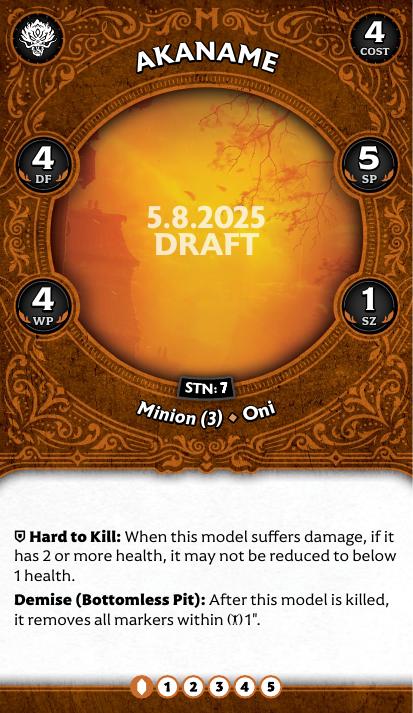 AKANAME
4
COST
4
DF
5
SP
5.8.2025
DRAFT
4
WP
1
SZ
STN: 7
Minion (3) ⬥ Oni
Hard to Kill: When this model suffers damage, if it
has 2 or more health, it may not be reduced to below
1 health.
Demise (Bottomless Pit): After this model is killed,
it removes all markers within 1".
1 2 3 4 5